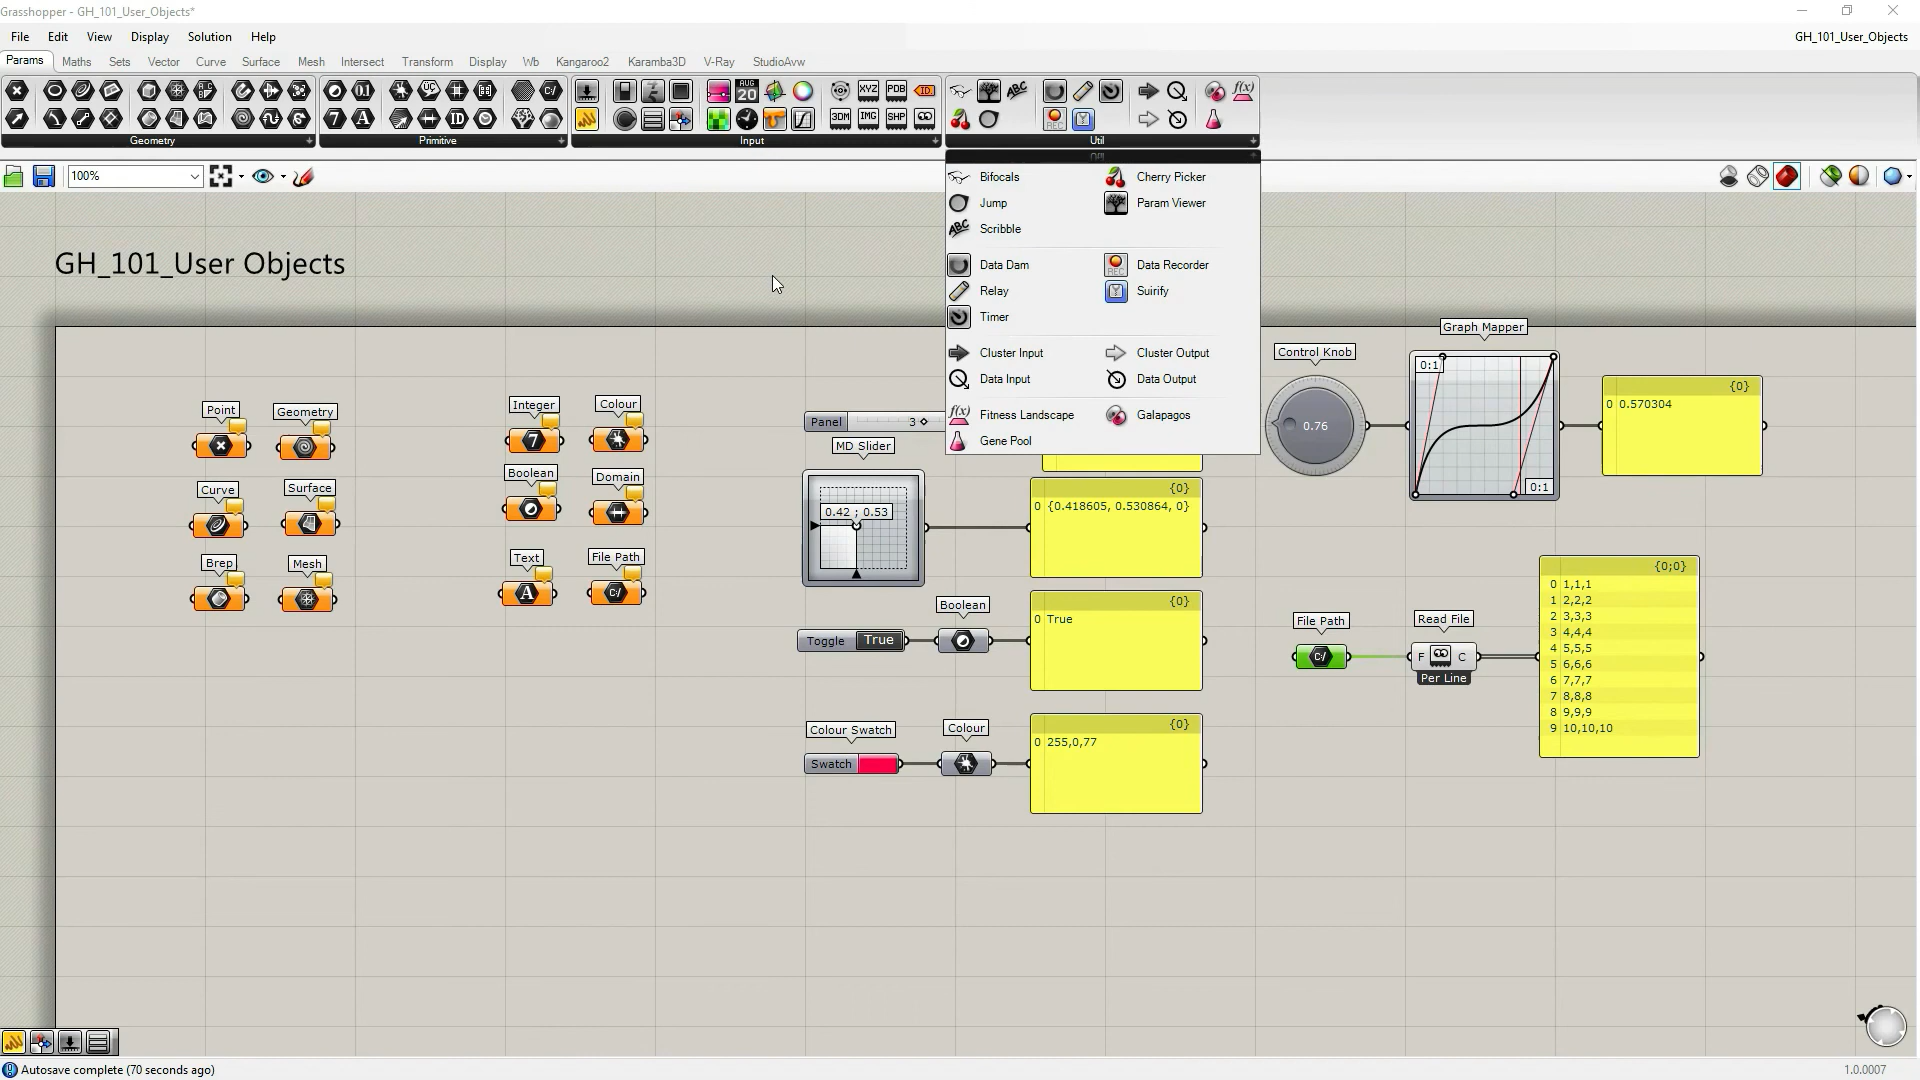 Grasshopper - GH_101_User_Objects*
File Edit View Display Solution Help GH_101_User_Objects
Params Maths Sets Vector Curve Surface Mesh Intersect Transform Display Wb Kangaroo2 Karamba3D V-Ray StudioAvw
Geometry Primitive Input Util
100%
Bifocals Cherry Picker
Jump Param Viewer
Scribble
Data Dam Data Recorder
Relay Suirify
Timer
Cluster Input Cluster Output
Data Input Data Output
Fitness Landscape Galapagos
Gene Pool
GH_101_User Objects
Point Geometry
Curve Surface
Brep Mesh
Integer Colour
Boolean Domain
Text File Path
Panel 3
MD Slider
0.42 ; 0.53
{0}
0 {0.418605, 0.530864, 0}
Boolean
Toggle True
{0}
0 True
Colour Swatch Colour
Swatch
{0}
0 255,0,77
Control Knob
0.76
Graph Mapper
0:1
0:1
{0}
0 0.570304
File Path Read File
F C
Per Line
{0;0}
0 1,1,1
1 2,2,2
2 3,3,3
3 4,4,4
4 5,5,5
5 6,6,6
6 7,7,7
7 8,8,8
8 9,9,9
9 10,10,10
Autosave complete (70 seconds ago) 1.0.0007